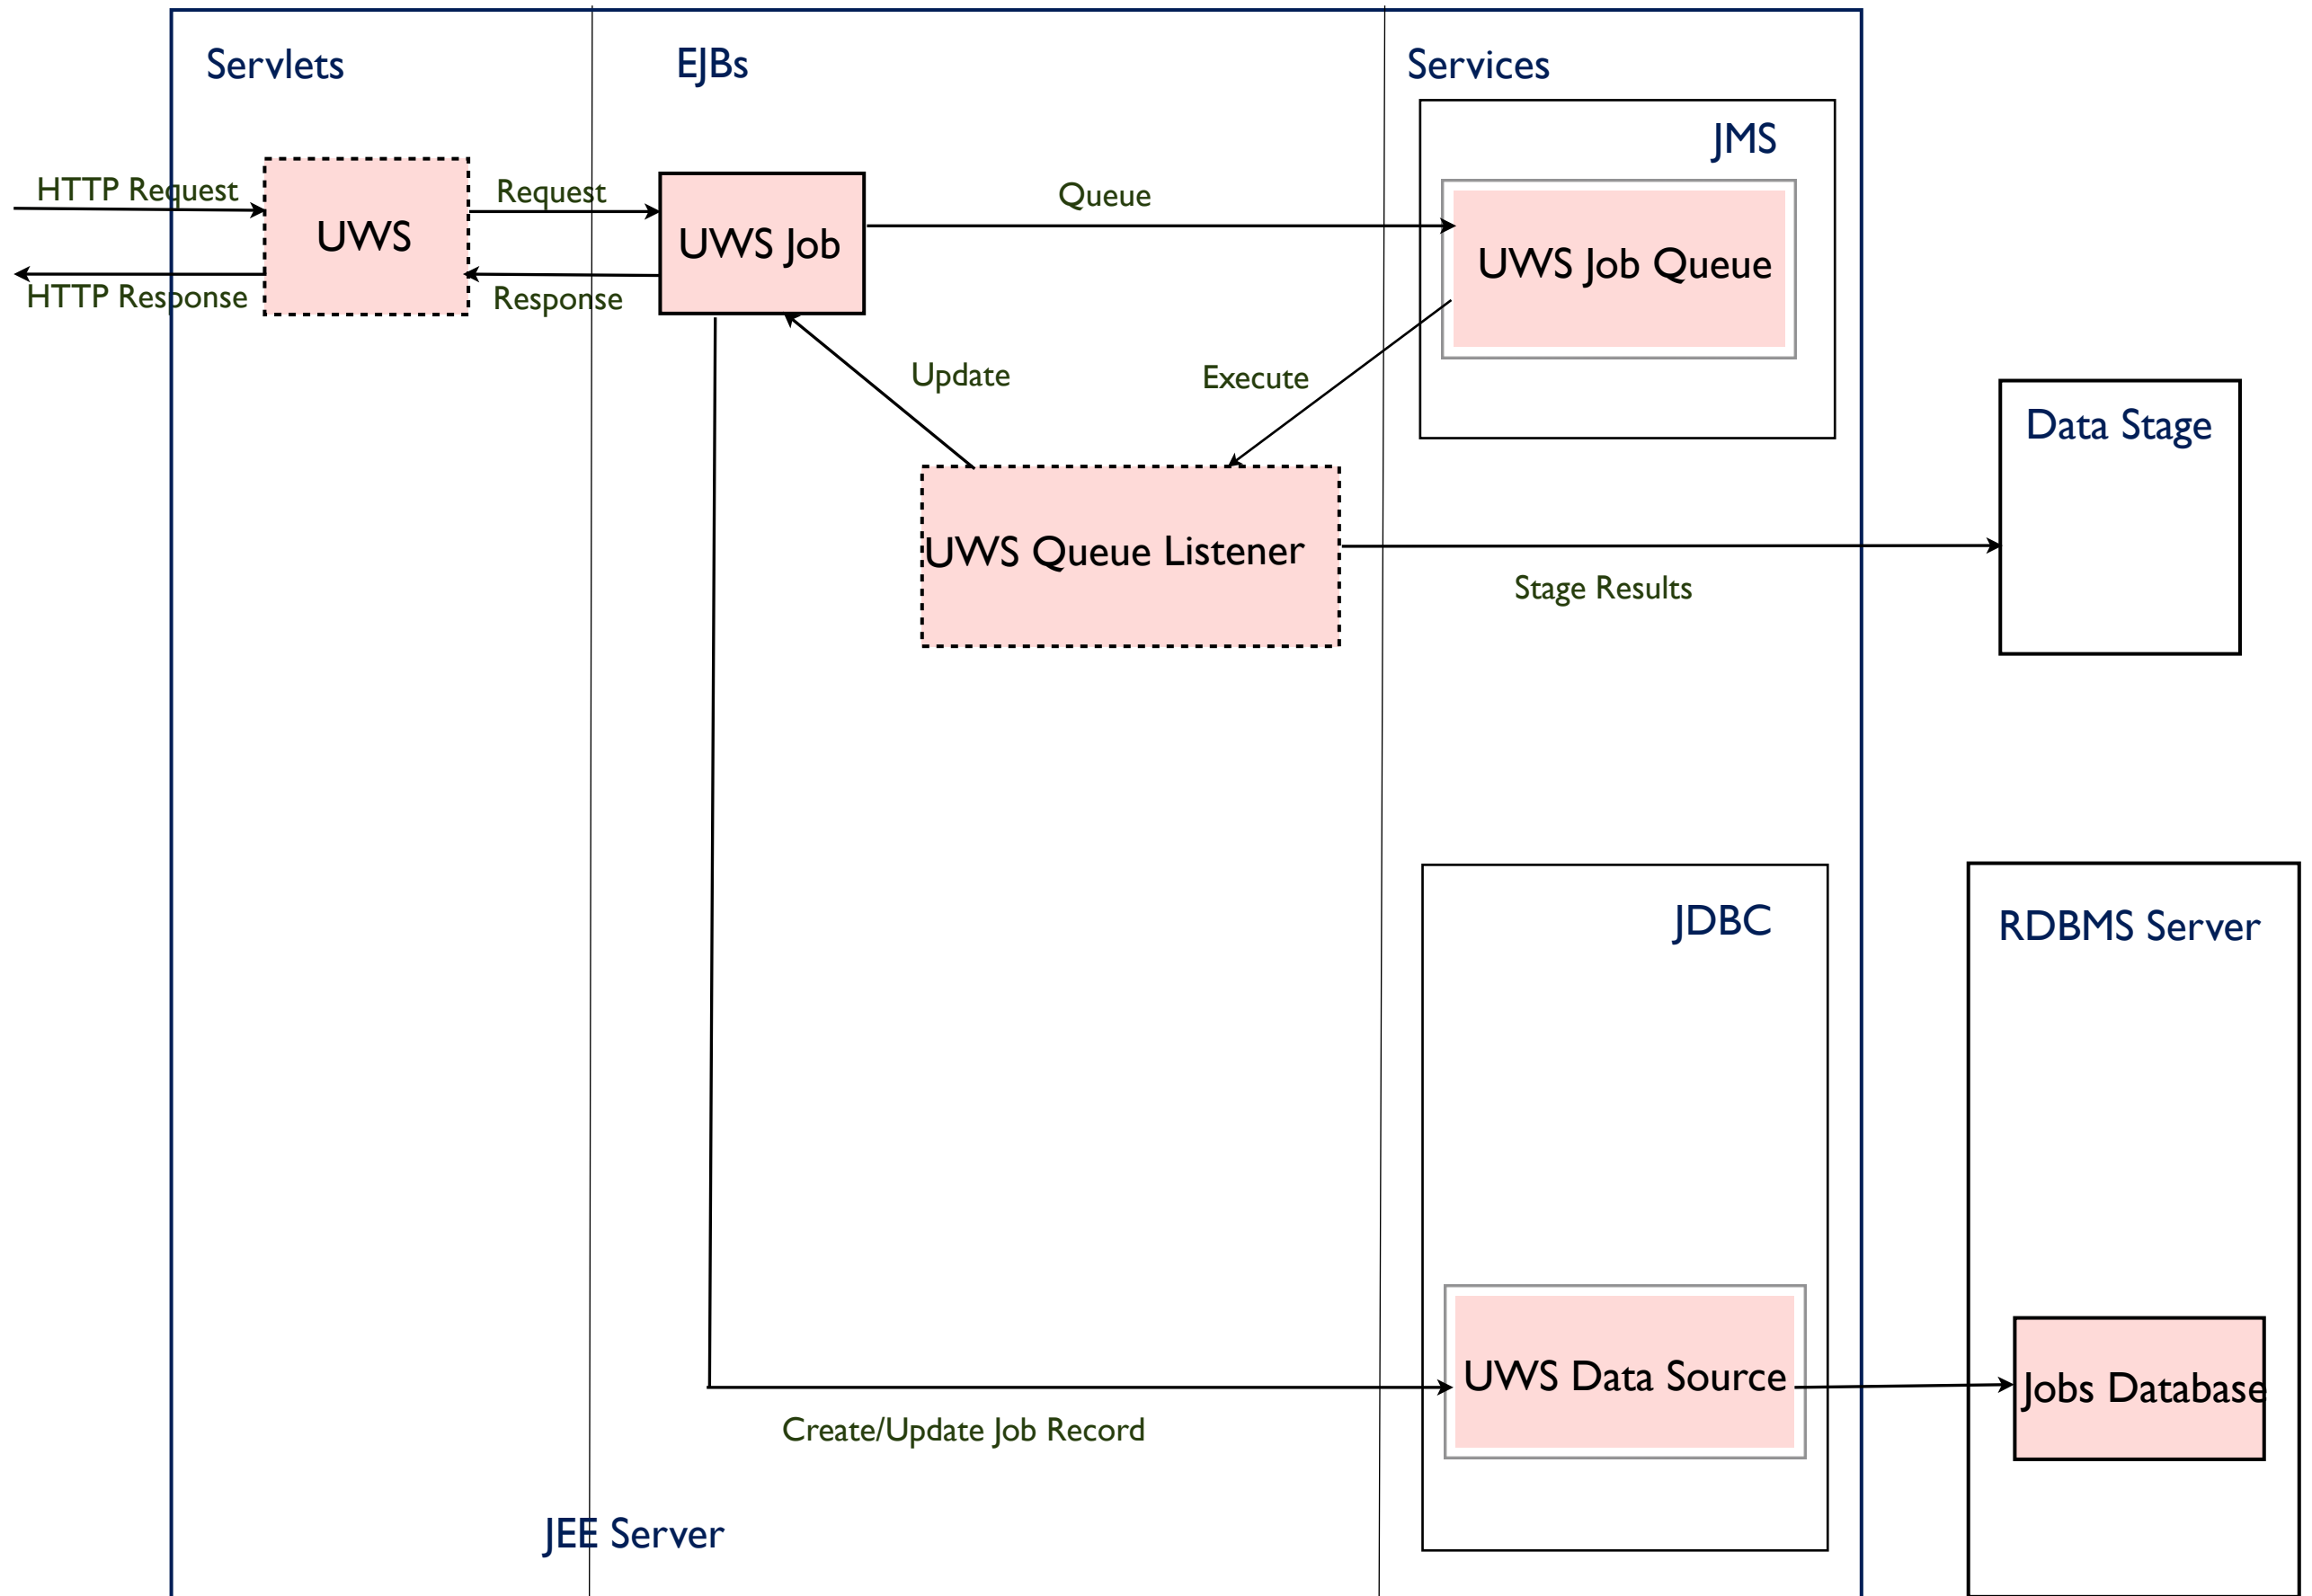 Servlets
EJBs
Services
JMS
HTTP Request
Request
Queue
UWS
UWS Job
UWS Job Queue
HTTP Response
Response
Update
Execute
Data Stage
UWS Queue Listener
Stage Results
JDBC
RDBMS Server
UWS Data Source
Jobs Database
Create/Update Job Record
JEE Server